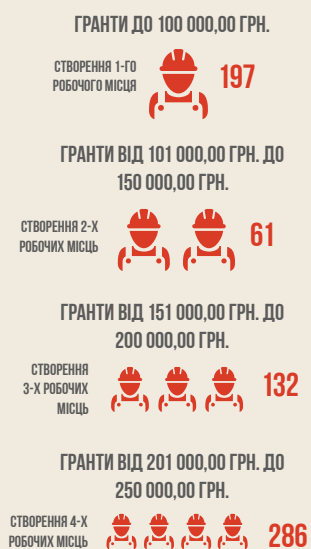 ГРАНТИ ДО 100 000,00 ГРН.
СТВОРЕННЯ 1-ГО
РОБОЧОГО МІСЦЯ
197
ГРАНТИ ВІД 101 000,00 ГРН. ДО
150 000,00 ГРН.
СТВОРЕННЯ 2-Х
РОБОЧИХ МІСЦЬ
61
ГРАНТИ ВІД 151 000,00 ГРН. ДО
200 000,00 ГРН.
СТВОРЕННЯ
3-Х РОБОЧИХ
МІСЦЬ
132
ГРАНТИ ВІД 201 000,00 ГРН. ДО
250 000,00 ГРН.
СТВОРЕННЯ 4-Х
РОБОЧИХ МІСЦЬ
286